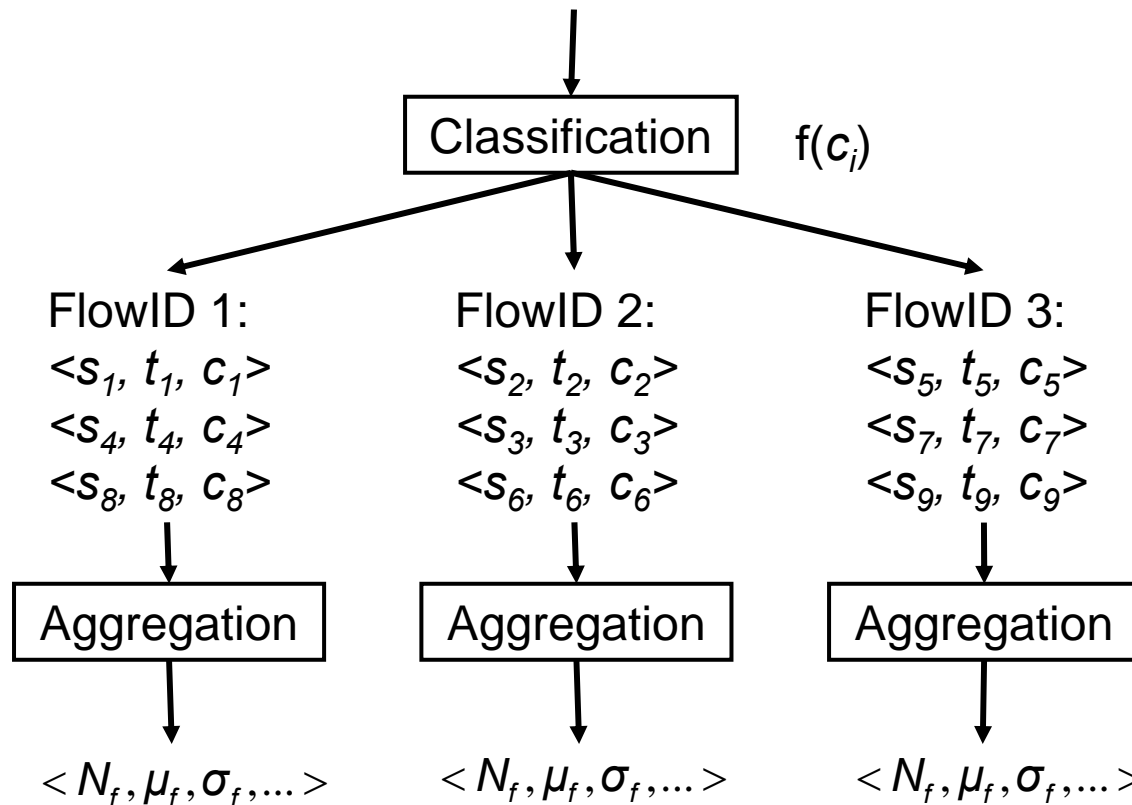 Classification
f(c_i)
FlowID 1:
<s_1, t_1, c_1>
<s_4, t_4, c_4>
<s_8, t_8, c_8>
Aggregation
< N_f , μ_f , σ_f ,... >
FlowID 2:
<s_2, t_2, c_2>
<s_3, t_3, c_3>
<s_6, t_6, c_6>
Aggregation
< N_f , μ_f , σ_f ,... >
FlowID 3:
<s_5, t_5, c_5>
<s_7, t_7, c_7>
<s_9, t_9, c_9>
Aggregation
< N_f , μ_f , σ_f ,... >